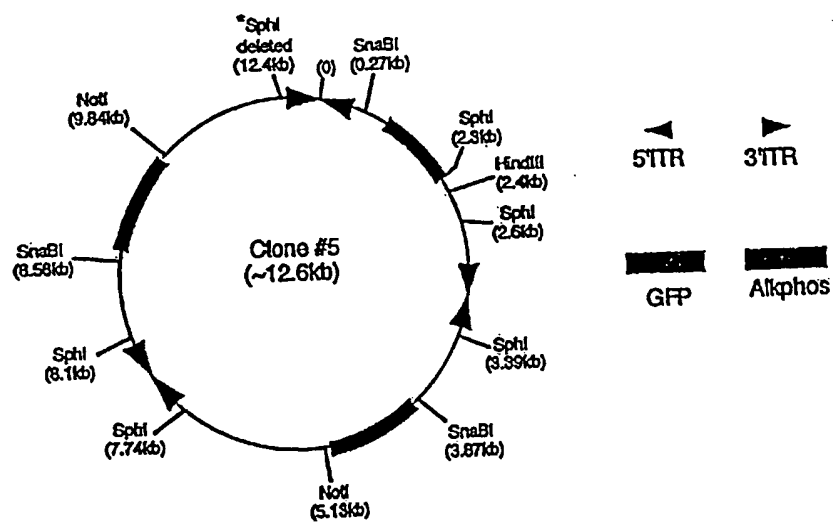 *SphI
deleted
(12.4kb)
(0)
SnaBI
(0.27kb)
NotI
(9.84kb)
SphI
(2.3kb)
HindIII
(2.4kb)
SphI
(2.6kb)
5'ITR
3'ITR
Clone #5
(~12.6kb)
SnaBI
(8.58kb)
GFP
Alkphos
SphI
(8.1kb)
SphI
(3.39kb)
SphI
(7.74kb)
SnaBI
(3.87kb)
NotI
(5.13kb)